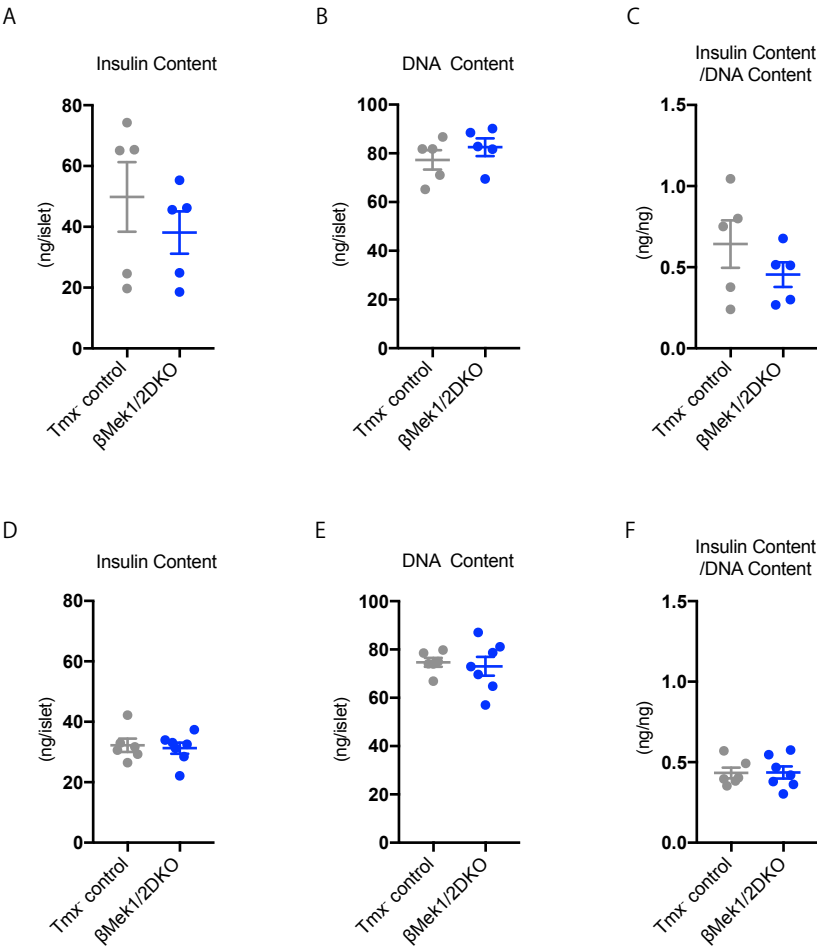 A
Insulin Content
80
60
40
20
0
(ng/islet)
Tmx- control
βMek1/2DKO
B
DNA Content
100
80
60
40
20
0
(ng/islet)
Tmx- control
βMek1/2DKO
C
Insulin Content
/DNA Content
1.5
1.0
0.5
0.0
(ng/ng)
Tmx- control
βMek1/2DKO
D
Insulin Content
80
60
40
20
0
(ng/islet)
Tmx- control
βMek1/2DKO
E
DNA Content
100
80
60
40
20
0
(ng/islet)
Tmx- control
βMek1/2DKO
F
Insulin Content
/DNA Content
1.5
1.0
0.5
0.0
(ng/ng)
Tmx- control
βMek1/2DKO